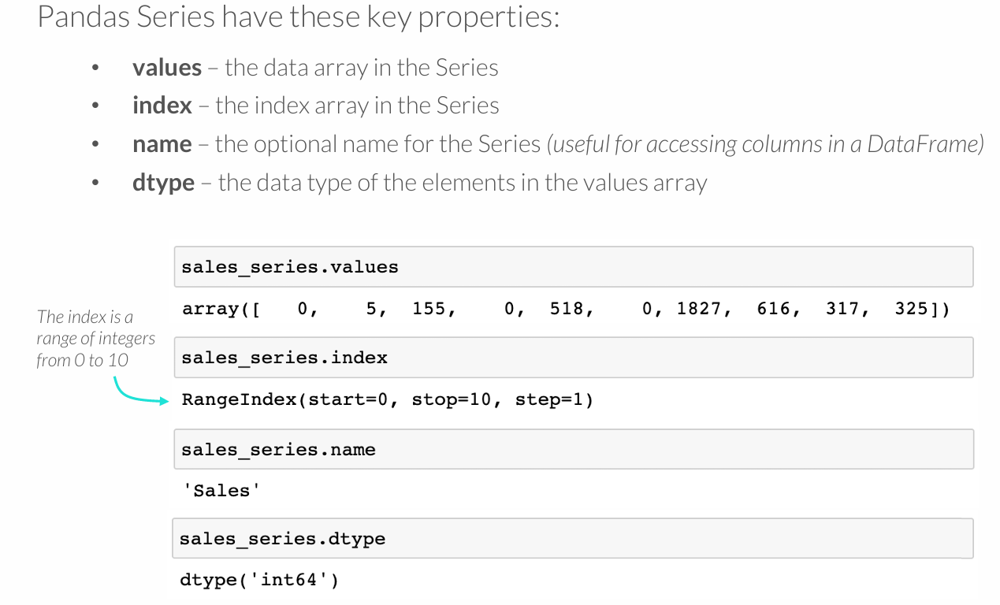 Pandas Series have these key properties:
• values – the data array in the Series
• index – the index array in the Series
• name – the optional name for the Series (useful for accessing columns in a DataFrame)
• dtype – the data type of the elements in the values array
sales_series.values
array([   0,    5,  155,    0,  518,    0, 1827,  616,  317,  325])
The index is a
range of integers
from 0 to 10
sales_series.index
RangeIndex(start=0, stop=10, step=1)
sales_series.name
'Sales'
sales_series.dtype
dtype('int64')